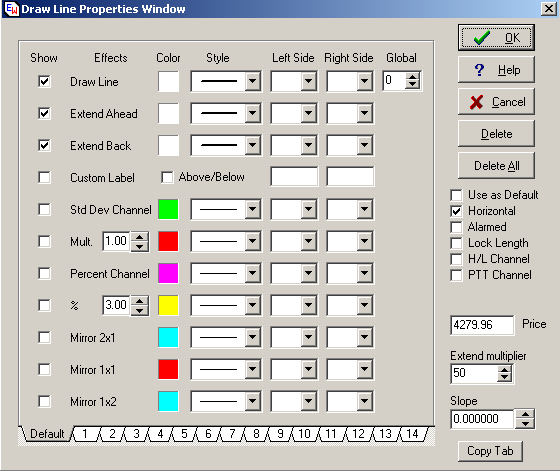 EW Draw Line Properties Window
Show Effects Color Style Left Side Right Side Global
Draw Line 0
Extend Ahead
Extend Back
Custom Label Above/Below
Std Dev Channel
Mult. 1.00
Percent Channel
% 3.00
Mirror 2x1
Mirror 1x1
Mirror 1x2
Default 1 2 3 4 5 6 7 8 9 10 11 12 13 14
OK
? Help
Cancel
Delete
Delete All
Use as Default
Horizontal
Alarmed
Lock Length
H/L Channel
PTT Channel
4279.96 Price
Extend multiplier
50
Slope
0.000000
Copy Tab